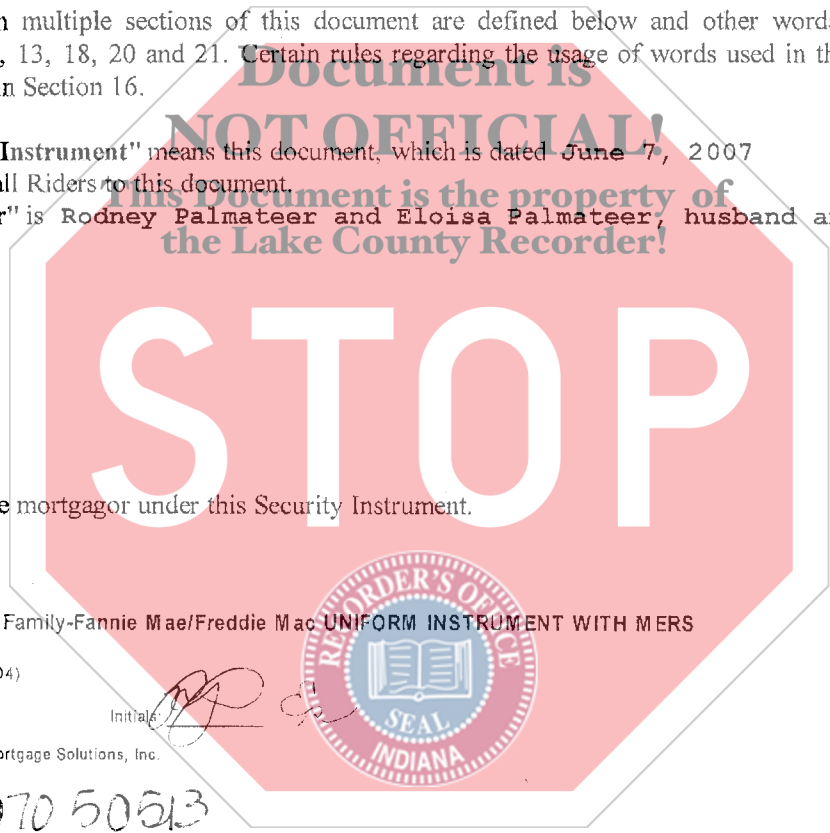 multiple sections of this document are defined below and other words
, 13, 18, 20 and 21. Certain rules regarding the usage of words used in
in Section 16.
Document is
NOT OFFICIAL!
Instrument" means this document, which is dated June 7, 2007
all Riders to this document.
This Document is the property of
" is Rodney Palmateer and Eloisa Palmateer, husband
the Lake County Recorder!
STOP
mortgagor under this Security Instrument.
RECORDER'S OFFICE
SEAL
INDIANA
Family-Fannie Mae/Freddie Mac UNIFORM INSTRUMENT WITH MERS
04)
Initials:
Mortgage Solutions, Inc.
70 50513